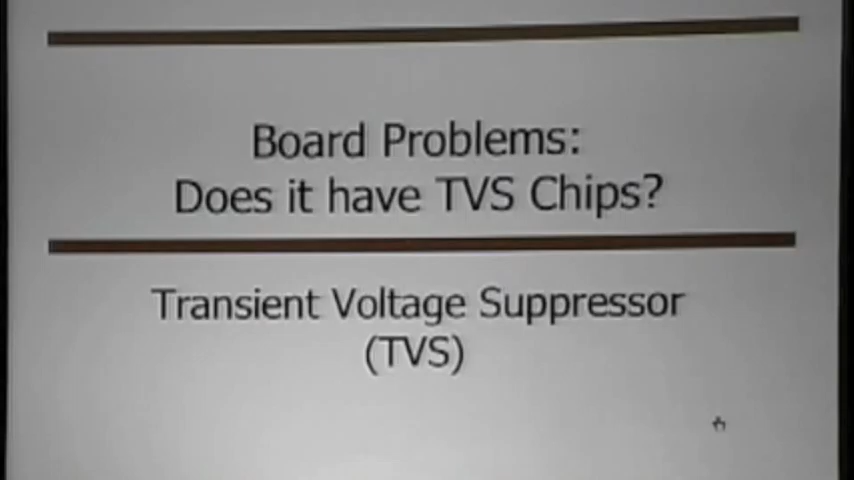 Board Problems:
Does it have TVS Chips?
Transient Voltage Suppressor
(TVS)